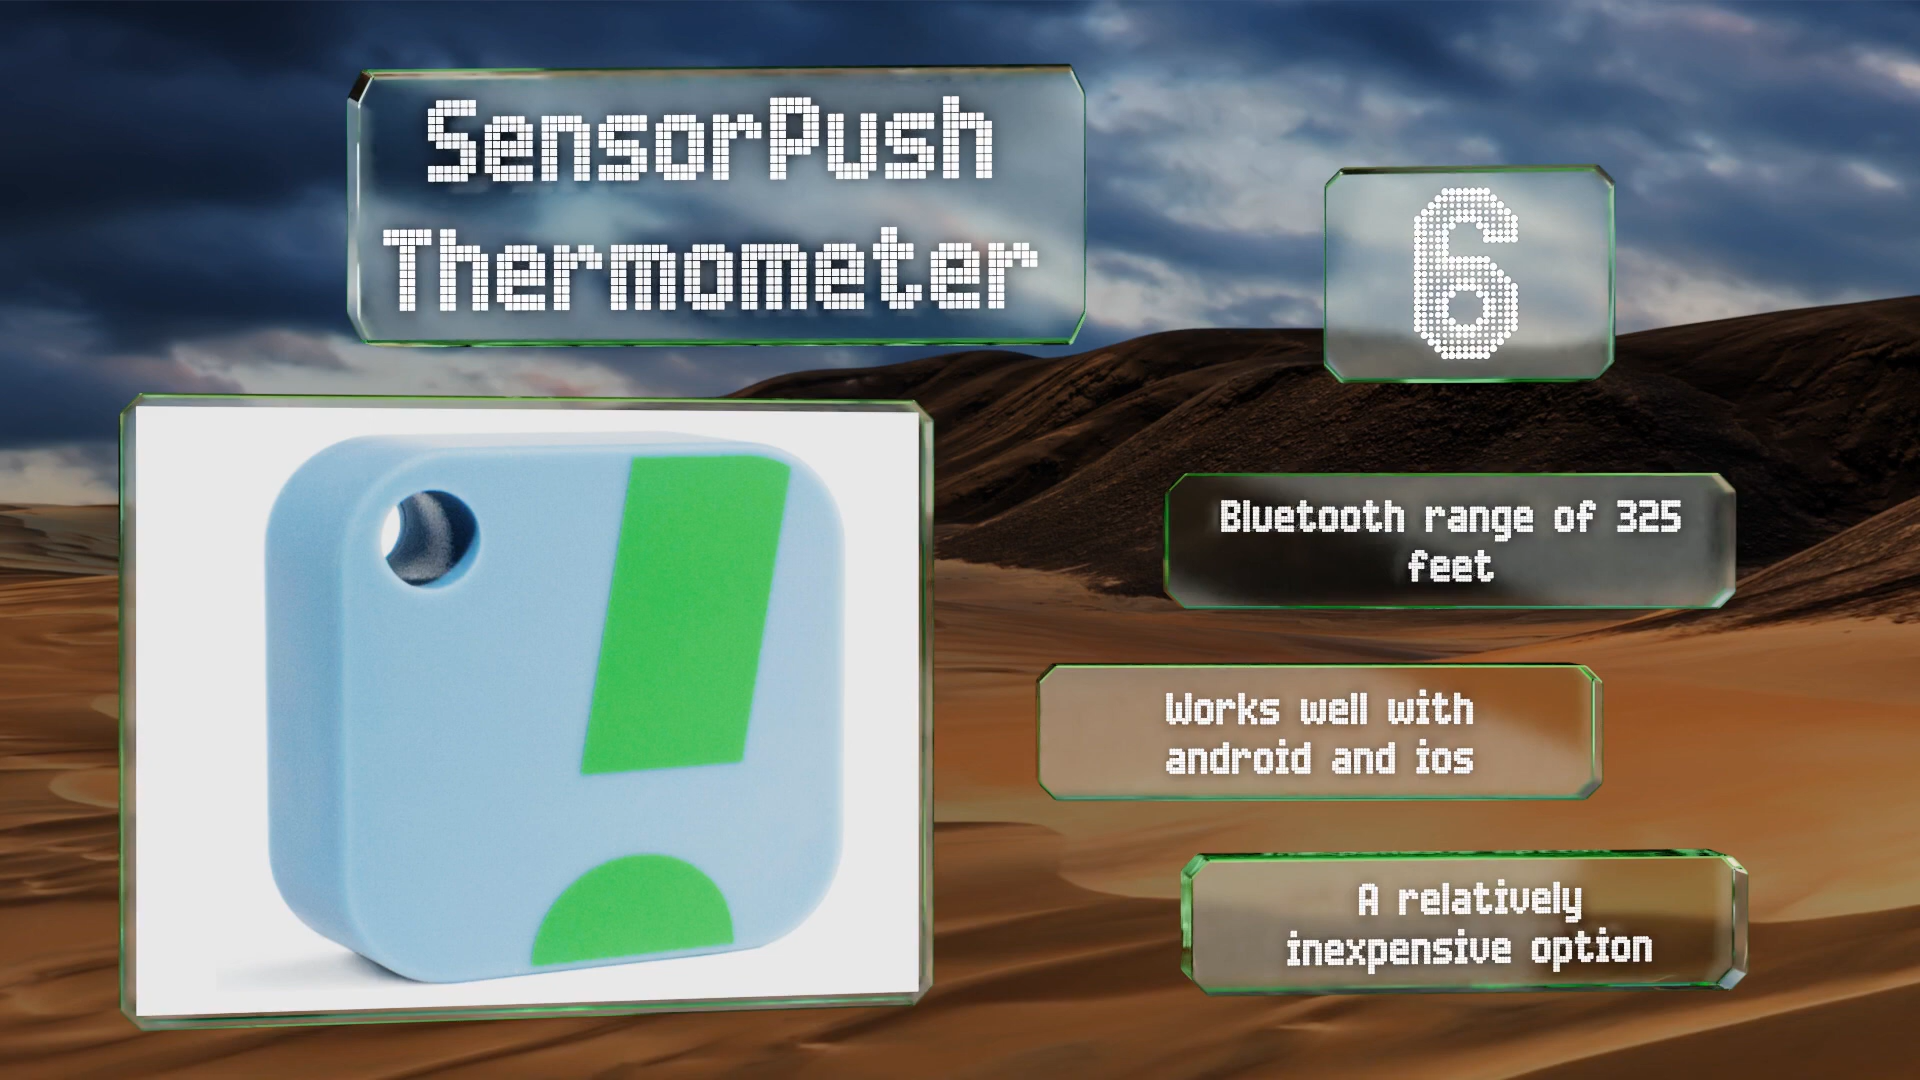 SensorPush
Thermometer
6
Bluetooth range of 325
feet
Works well with
android and ios
A relatively
inexpensive option